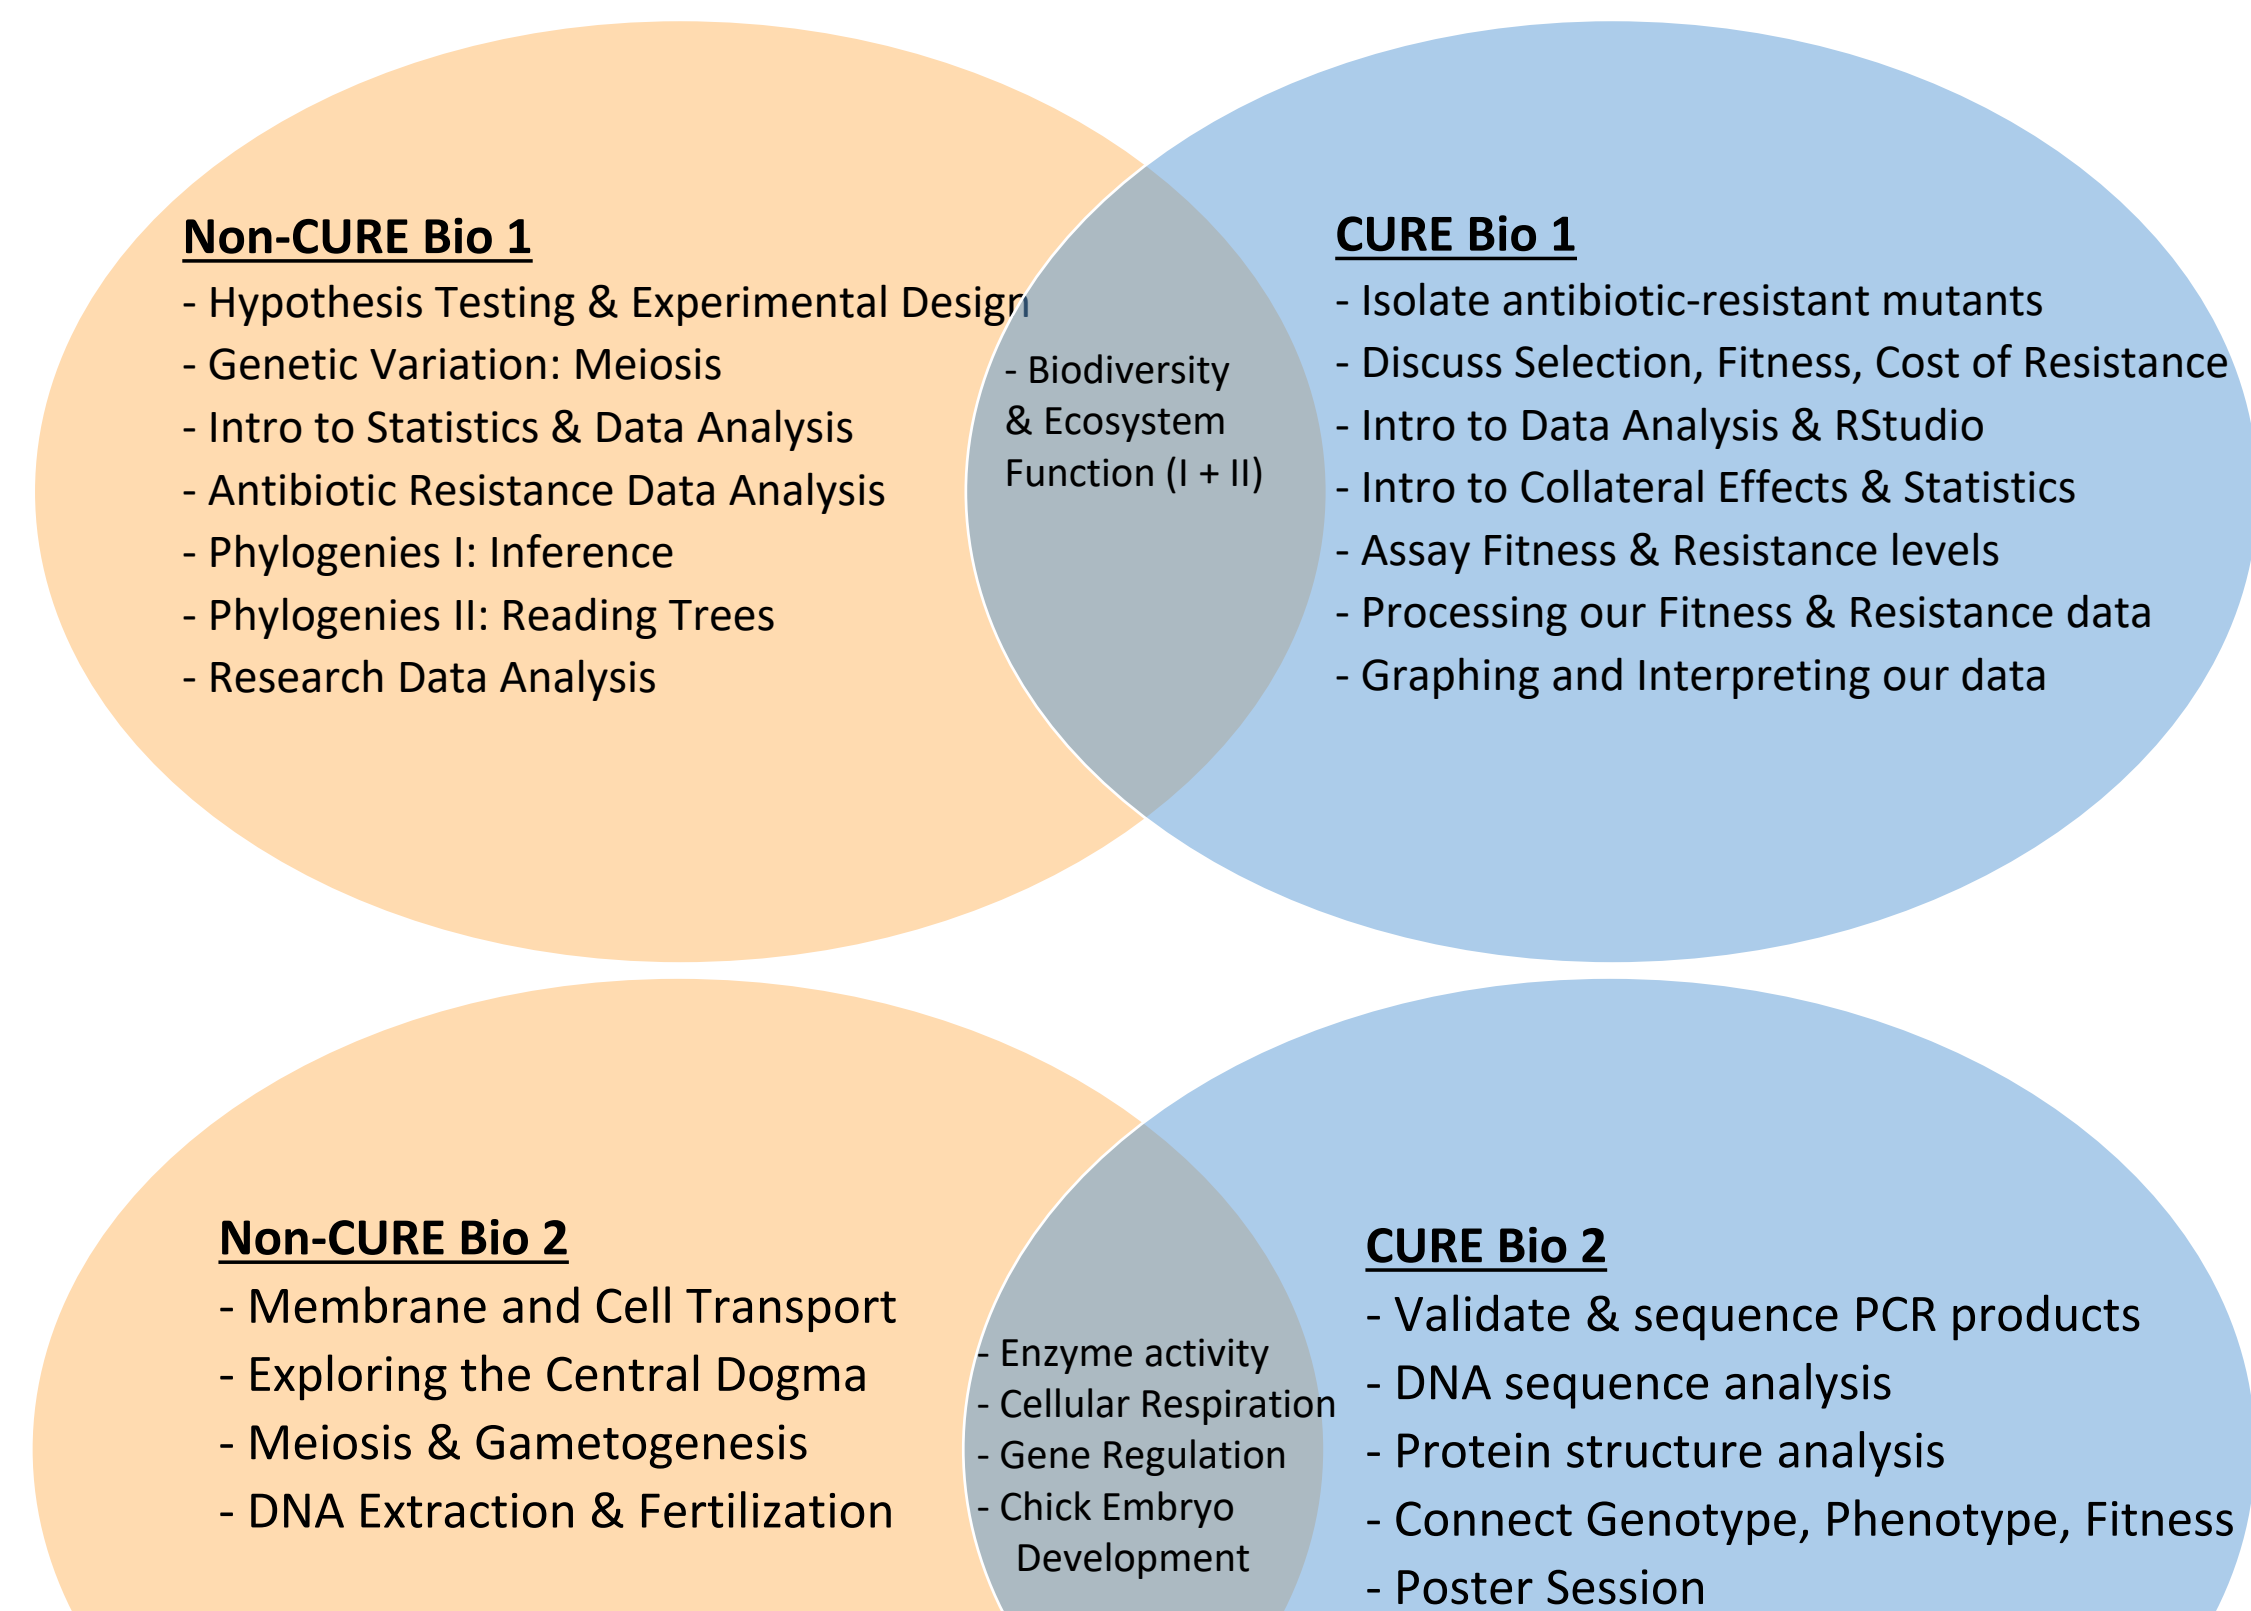 Non-CURE Bio 1
- Hypothesis Testing & Experimental Design
- Genetic Variation: Meiosis
- Intro to Statistics & Data Analysis
- Antibiotic Resistance Data Analysis
- Phylogenies I: Inference
- Phylogenies II: Reading Trees
- Research Data Analysis
- Biodiversity
& Ecosystem
Function (I + II)
CURE Bio 1
- Isolate antibiotic-resistant mutants
- Discuss Selection, Fitness, Cost of Resistance
- Intro to Data Analysis & RStudio
- Intro to Collateral Effects & Statistics
- Assay Fitness & Resistance levels
- Processing our Fitness & Resistance data
- Graphing and Interpreting our data
Non-CURE Bio 2
- Membrane and Cell Transport
- Exploring the Central Dogma
- Meiosis & Gametogenesis
- DNA Extraction & Fertilization
- Enzyme activity
- Cellular Respiration
- Gene Regulation
- Chick Embryo
Development
CURE Bio 2
- Validate & sequence PCR products
- DNA sequence analysis
- Protein structure analysis
- Connect Genotype, Phenotype, Fitness
- Poster Session